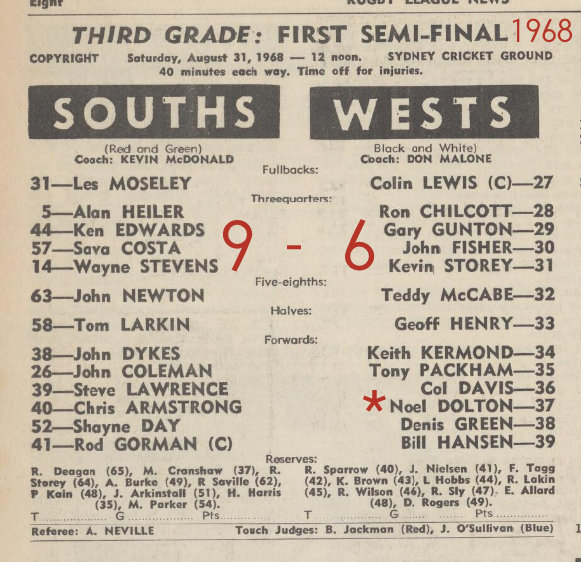 Eight
RUGBY LEAGUE NEWS
THIRD GRADE: FIRST SEMI-FINAL 1968
COPYRIGHT Saturday, August 31, 1968 — 12 noon. SYDNEY CRICKET GROUND
40 minutes each way. Time off for injuries.
SOUTHS WESTS
(Red and Green) Black and White)
Coach: KEVIN McDONALD Coach: DON MALONE
Fullbacks:
31—Les MOSELEY Colin LEWIS (C)—27
Threequarters:
5—Alan HEILER Ron CHILCOTT—28
44—Ken EDWARDS Gary GUNTON—29
9 - 6
57—Sava COSTA John FISHER—30
14—Wayne STEVENS Kevin STOREY—31
Five-eighths:
63—John NEWTON Teddy McCABE—32
Halves:
58—Tom LARKIN Geoff HENRY—33
Forwards:
38—John DYKES Keith KERMOND—34
26—John COLEMAN Tony PACKHAM—35
39—Steve LAWRENCE Col DAVIS—36
40—Chris ARMSTRONG * Noel DOLTON—37
52—Shayne DAY Denis GREEN—38
41—Rod GORMAN (C) Bill HANSEN—39
Reserves:
R. Deagan (65), M. Cranshaw (37), R. R. Sparrow (40), J. Nielsen (41), F. Tagg
Storey (64), A. Burke (49), R Saville (62), (42), K. Brown (43), L Hobbs (44), R. Lakin
P Kain (48), J. Arkinstall (51), H. Harris (45), R. Wilson (46), R. Sly (47). E. Allard
(35), M. Parker (54). (48), D. Rogers (49).
T.............. G.............. Pts.............. T.............. G.............. Pts..............
Referee: A. NEVILLE Touch Judges: B. Jackman (Red), J. O'Sullivan (Blue)